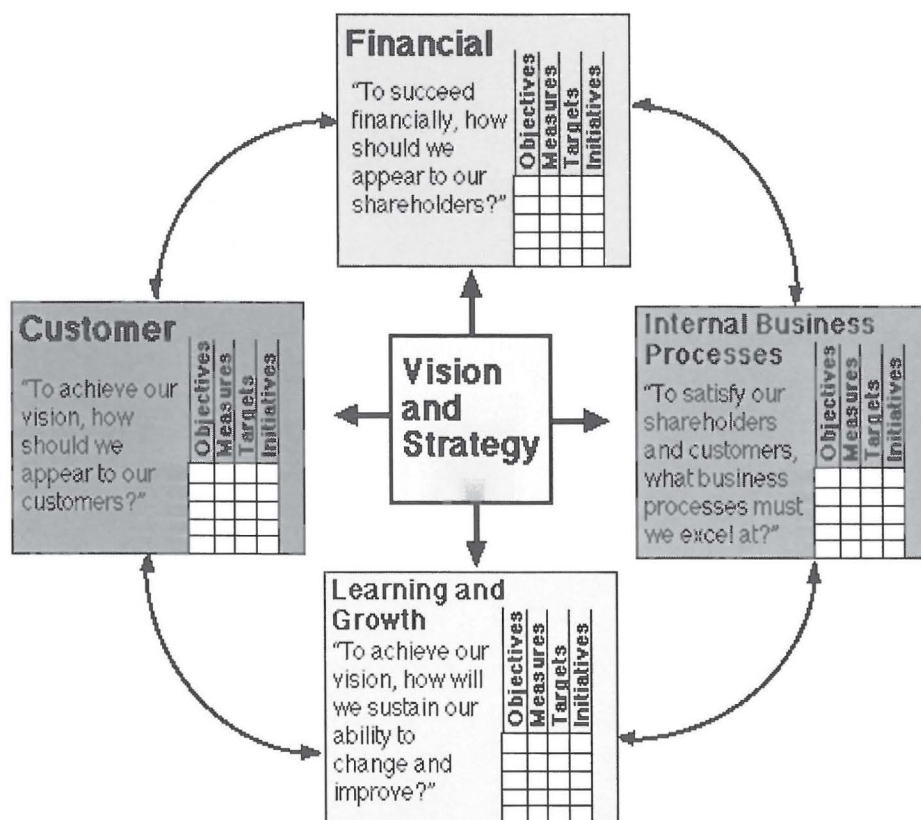 Financial
"To succeed
financially, how
should we
appear to our
shareholders?"
Objectives
Measures
Targets
Initiatives
Customer
"To achieve our
vision, how
should we
appear to our
customers?"
Objectives
Measures
Targets
Initiatives
Vision
and
Strategy
Internal Business
Processes
"To satisfy our
shareholders
and customers,
what business
processes must
we excel at?"
Objectives
Measures
Targets
Initiatives
Learning and
Growth
"To achieve our
vision, how will
we sustain our
ability to
change and
improve?"
Objectives
Measures
Targets
Initiatives